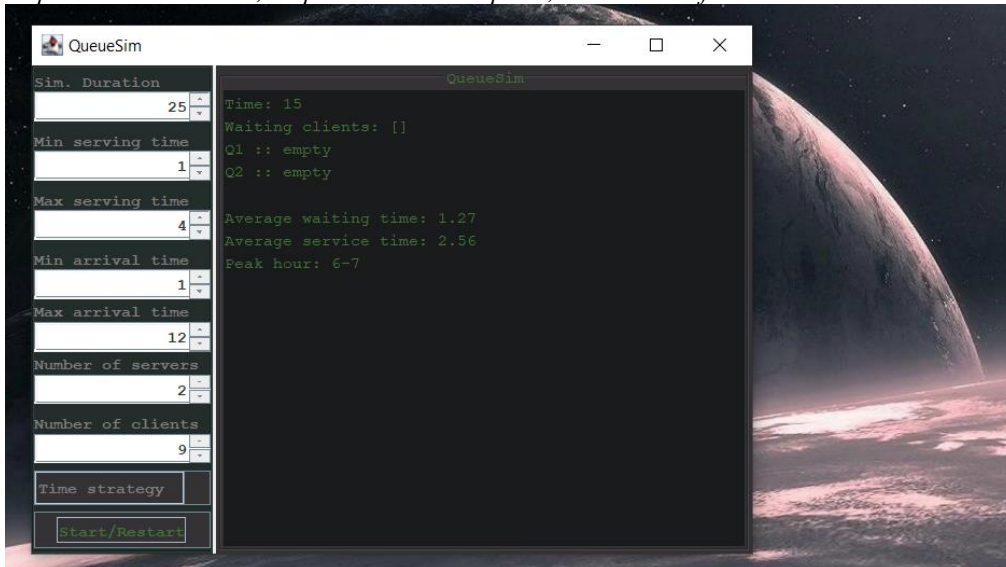 QueueSim
Sim. Duration
25
Min serving time
1
Max serving time
4
Min arrival time
1
Max arrival time
12
Number of servers
2
Number of clients
9
Time strategy
Start/Restart
QueueSim
Time: 15
Waiting clients: []
Q1 :: empty
Q2 :: empty
Average waiting time: 1.27
Average service time: 2.56
Peak hour: 6-7